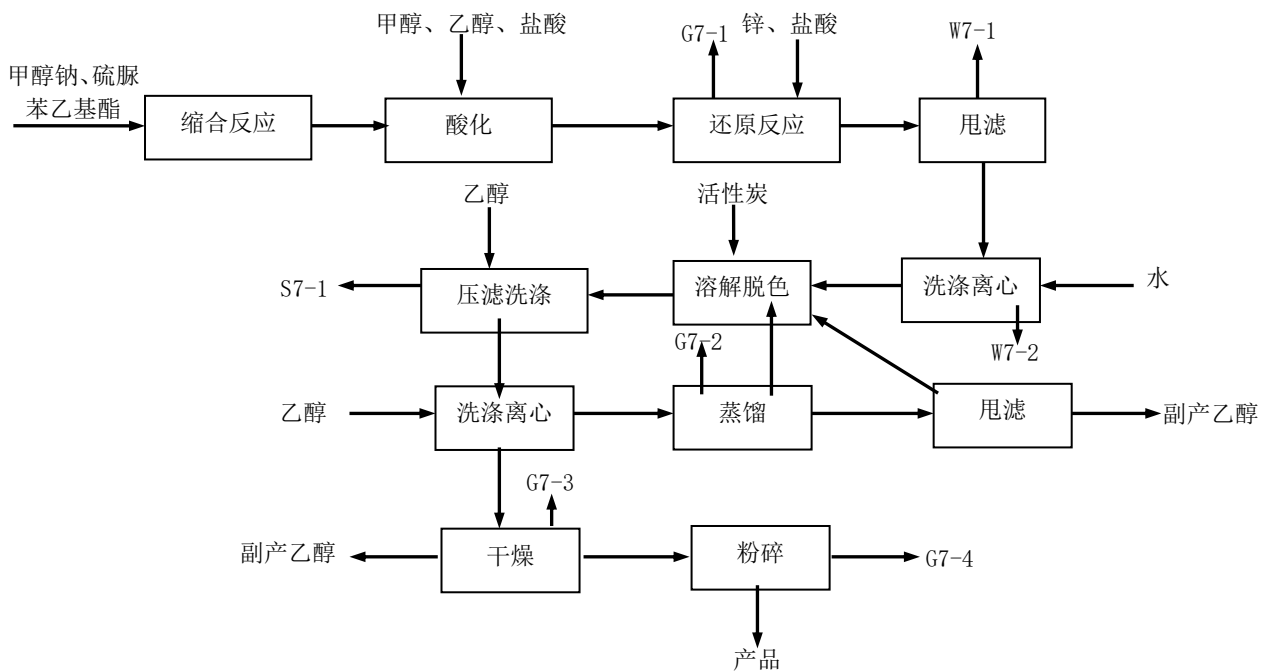 甲醇、乙醇、盐酸
G7-1
锌、盐酸
W7-1
甲醇钠、硫脲
苯乙基酯
缩合反应
酸化
还原反应
甩滤
乙醇
活性炭
S7-1
压滤洗涤
溶解脱色
洗涤离心
水
G7-2
W7-2
乙醇
洗涤离心
蒸馏
甩滤
副产乙醇
G7-3
副产乙醇
干燥
粉碎
G7-4
产品